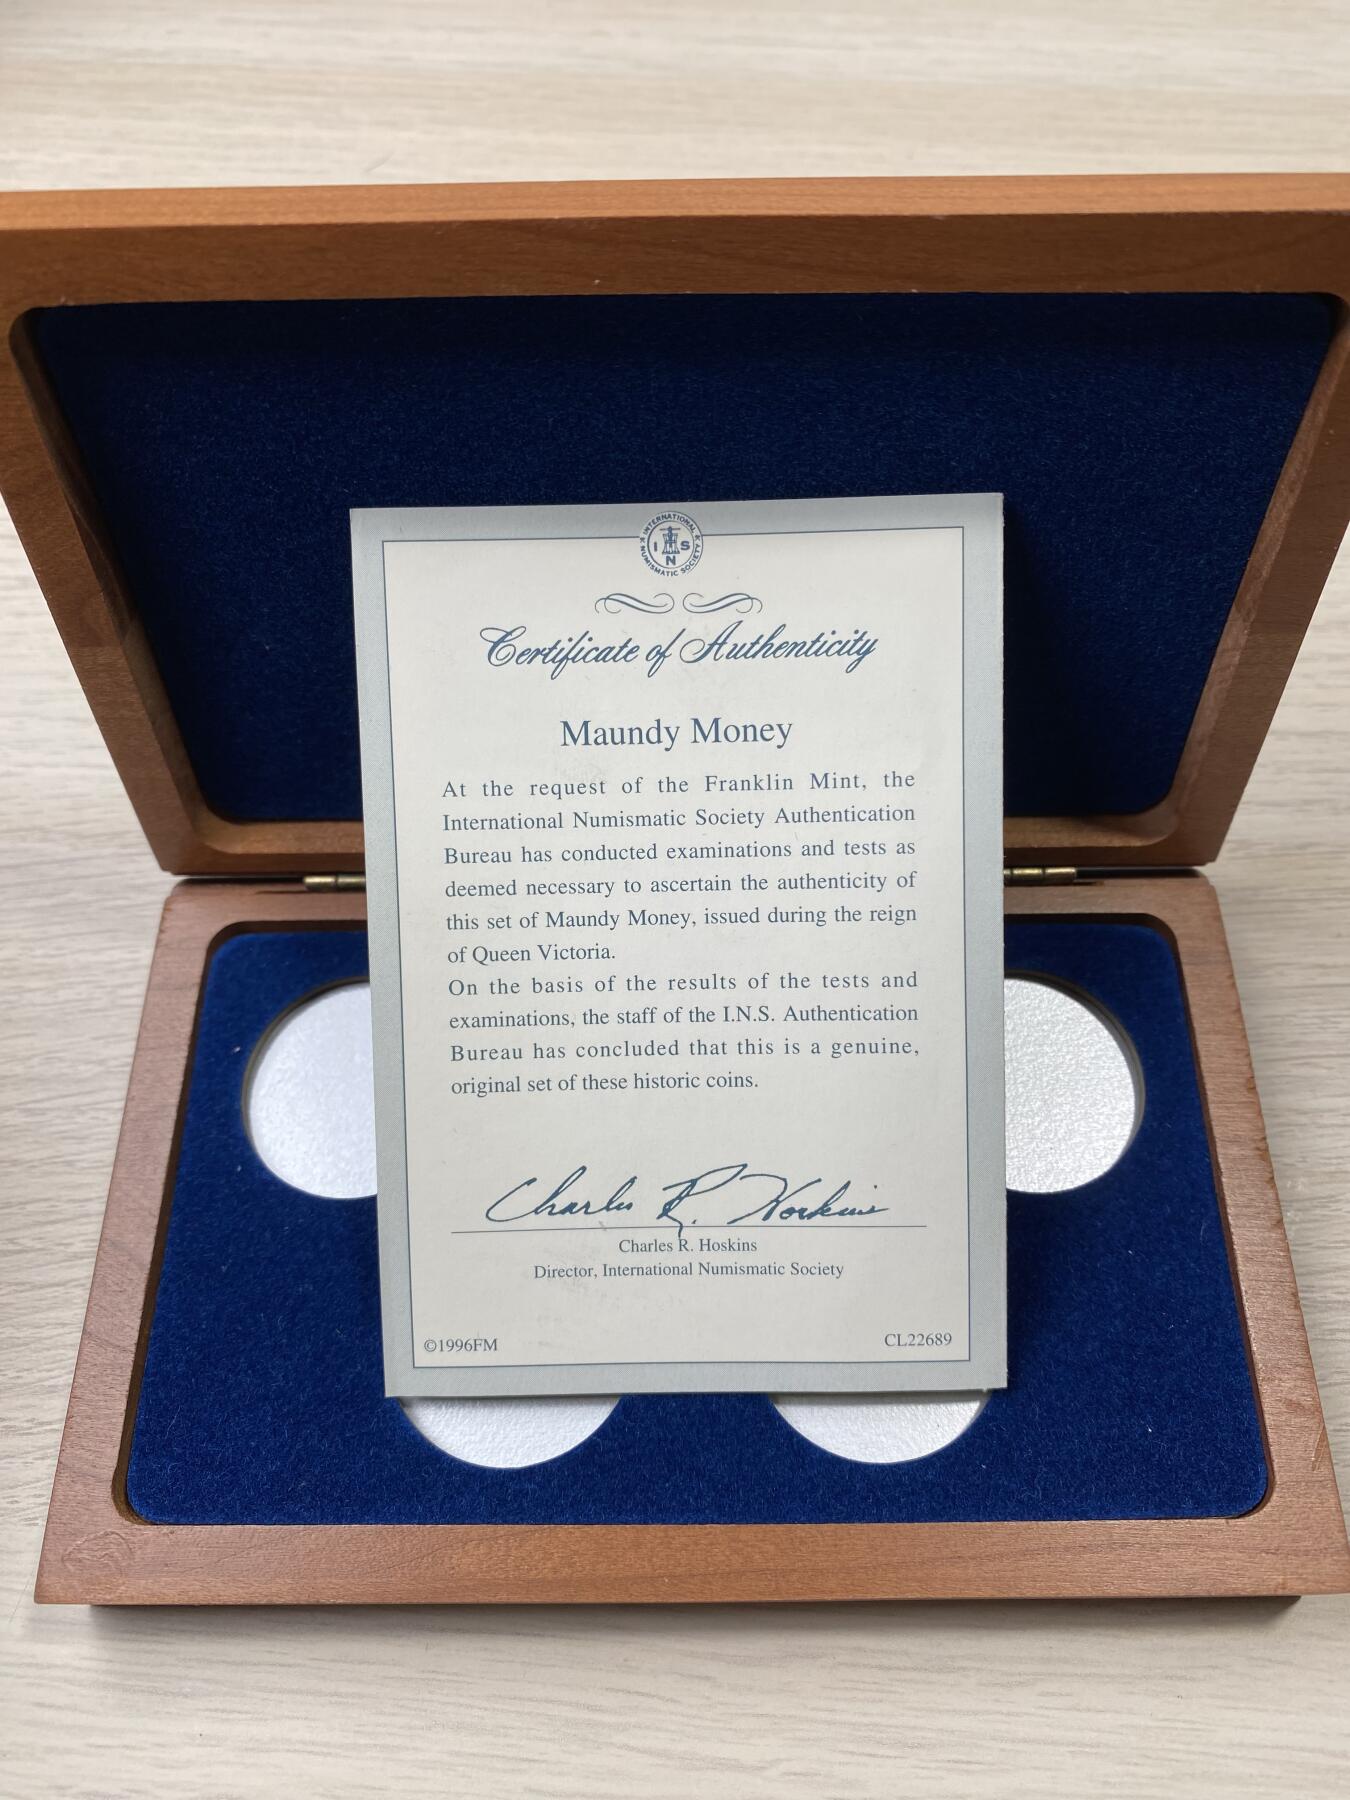 INTERNATIONAL NUMISMATIC SOCIETY
I N S
Certificate of Authenticity
Maundy Money
At the request of the Franklin Mint, the
International Numismatic Society Authentication
Bureau has conducted examinations and tests as
deemed necessary to ascertain the authenticity of
this set of Maundy Money, issued during the reign
of Queen Victoria.
On the basis of the results of the tests and
examinations, the staff of the I.N.S. Authentication
Bureau has concluded that this is a genuine,
original set of these historic coins.
Charles R. Hoskins
Charles R. Hoskins
Director, International Numismatic Society
©1996FM
CL22689